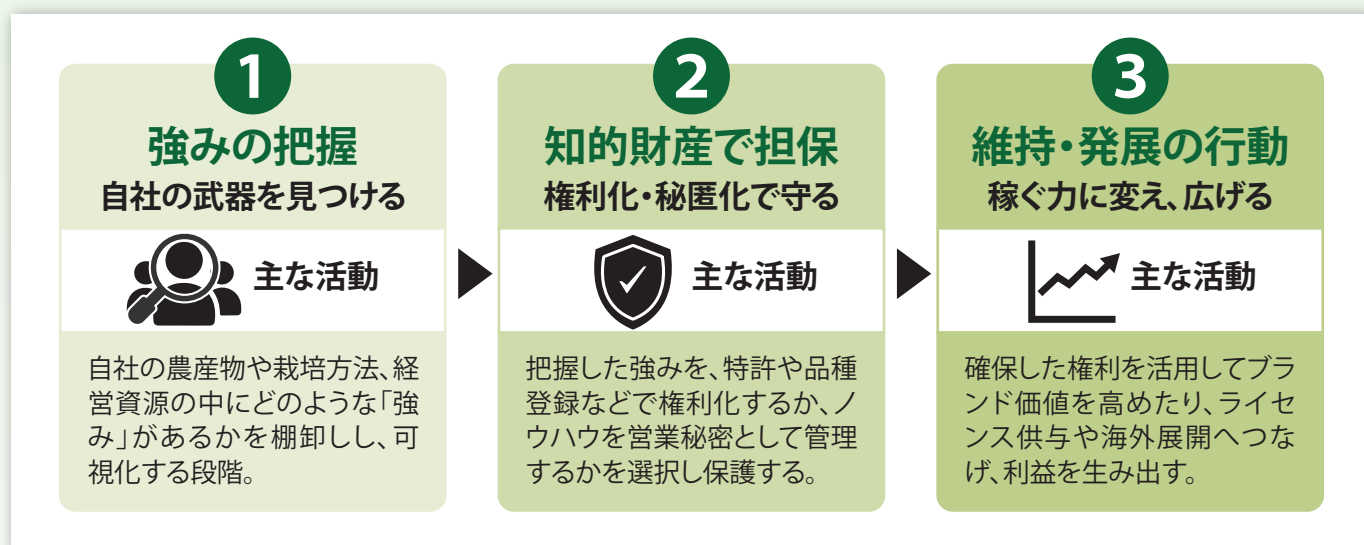 1
強みの把握
自社の武器を見つける
主な活動
自社の農産物や栽培方法、経
営資源の中にどのような「強
み」があるかを棚卸しし、可
視化する段階。
2
知的財産で担保
権利化・秘匿化で守る
主な活動
把握した強みを、特許や品種
登録などで権利化するか、ノ
ウハウを営業秘密として管理
するかを選択し保護する。
3
維持・発展の行動
稼ぐ力に変え、広げる
主な活動
確保した権利を活用してブラ
ンド価値を高めたり、ライセ
ンス供与や海外展開へつな
げ、利益を生み出す。